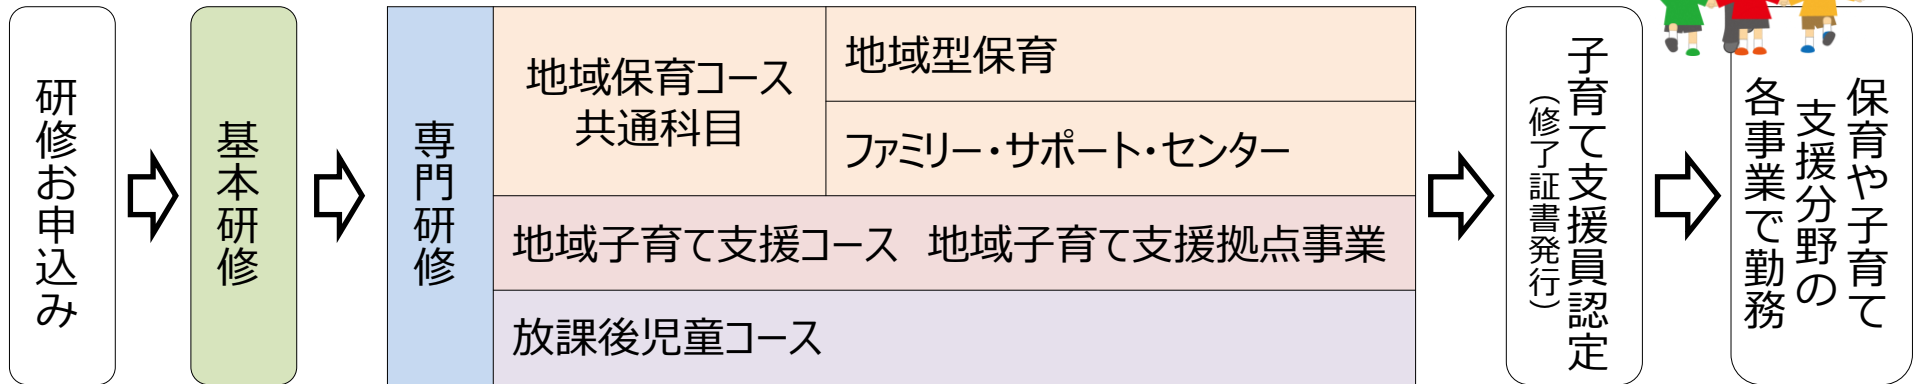 研修お申込み
基本研修
専門研修
地域保育コース
共通科目
地域型保育
ファミリー・サポート・センター
地域子育て支援コース　地域子育て支援拠点事業
放課後児童コース
子育て支援員認定
（修了証書発行）
保育や子育て
支援分野の
各事業で勤務